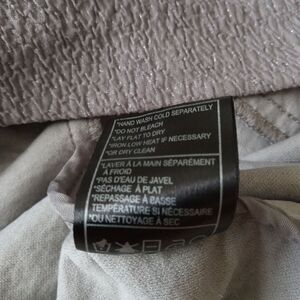 *HAND WASH COLD SEPARATELY
*DO NOT BLEACH
*LAY FLAT TO DRY
*IRON LOW HEAT IF NECESSARY
*OR DRY CLEAN
*LAVER À LA MAIN SÉPARÉMENT
À FROID
*PAS D'EAU DE JAVEL
*SÉCHAGE À PLAT
*REPASSAGE À BASSE
TEMPÉRATURE SI NÉCESSAIRE
*OU NETTOYAGE À SEC